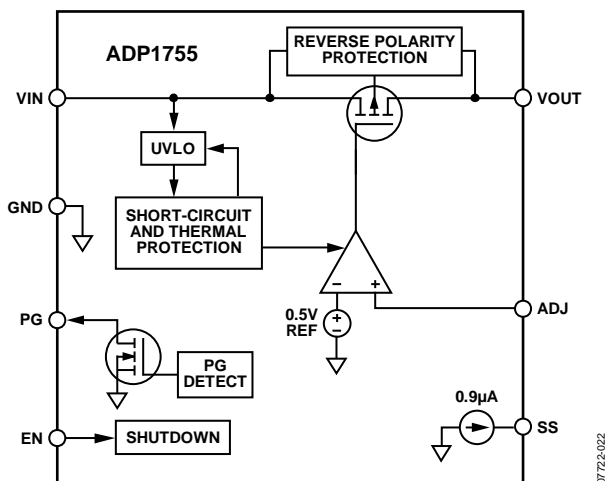 ADP1755
REVERSE POLARITY
PROTECTION
VIN
VOUT
UVLO
GND
SHORT-CIRCUIT
AND THERMAL
PROTECTION
– +
0.5V
REF
+
–
ADJ
PG
PG
DETECT
0.9µA
SS
EN
SHUTDOWN
07722-022